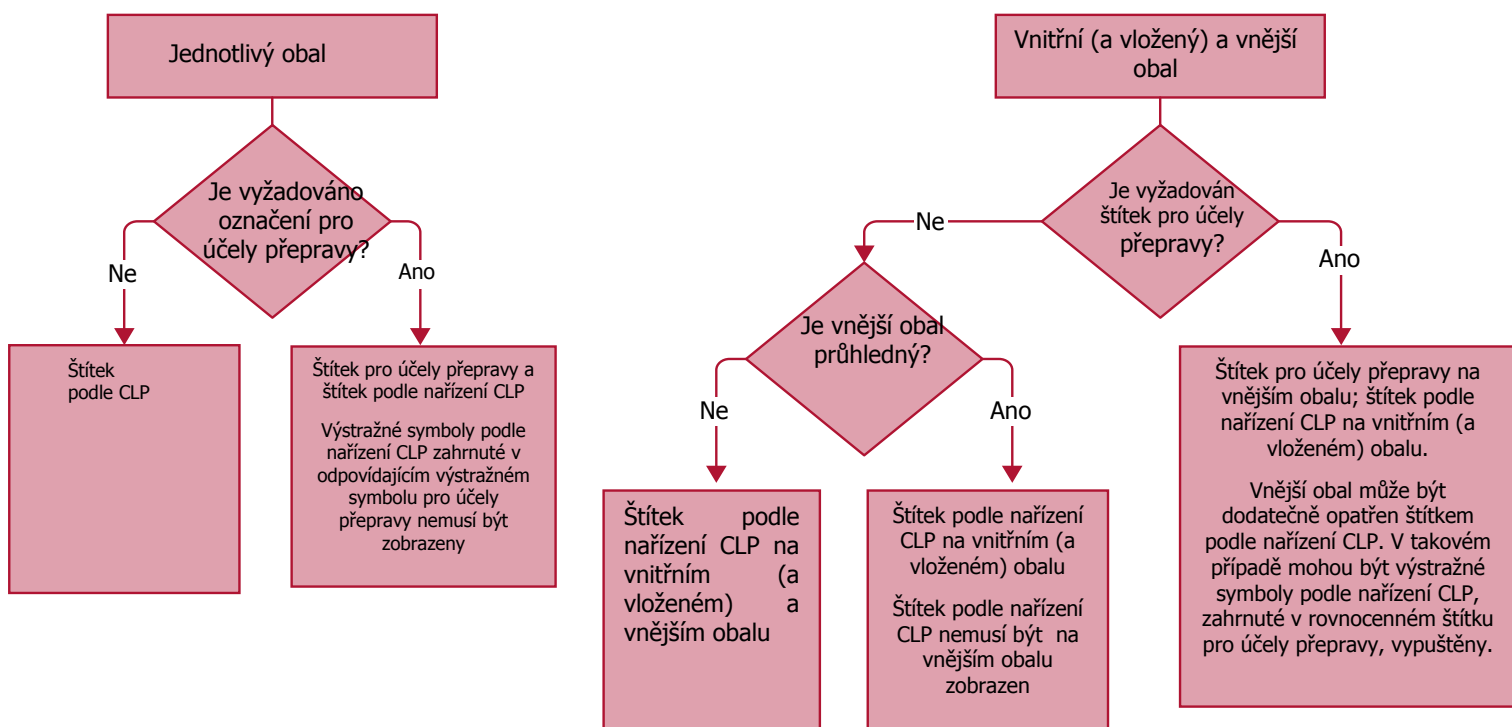 Jednotlivý obal
Je vyžadováno
označení pro
účely přepravy?
Ne
Ano
Štítek
podle CLP
Štítek pro účely přepravy a
štítek podle nařízení CLP
Výstražné symboly podle
nařízení CLP zahrnuté v
odpovídajícím výstražném
symbolu pro účely
přepravy nemusí být
zobrazeny
Vnitřní (a vložený) a vnější
obal
Je vyžadován
štítek pro účely
přepravy?
Ne
Ano
Je vnější obal
průhledný?
Ne
Ano
Štítek podle
nařízení CLP na
vnitřním (a
vloženém) a
vnějším obalu
Štítek podle nařízení
CLP na vnitřním (a
vloženém) obalu
Štítek podle nařízení
CLP nemusí být na
vnějším obalu
zobrazen
Štítek pro účely přepravy na
vnějším obalu; štítek podle
nařízení CLP na vnitřním (a
vloženém) obalu.
Vnější obal může být
dodatečně opatřen štítkem
podle nařízení CLP. V takovém
případě mohou být výstražné
symboly podle nařízení CLP,
zahrnuté v rovnocenném štítku
pro účely přepravy, vypuštěny.